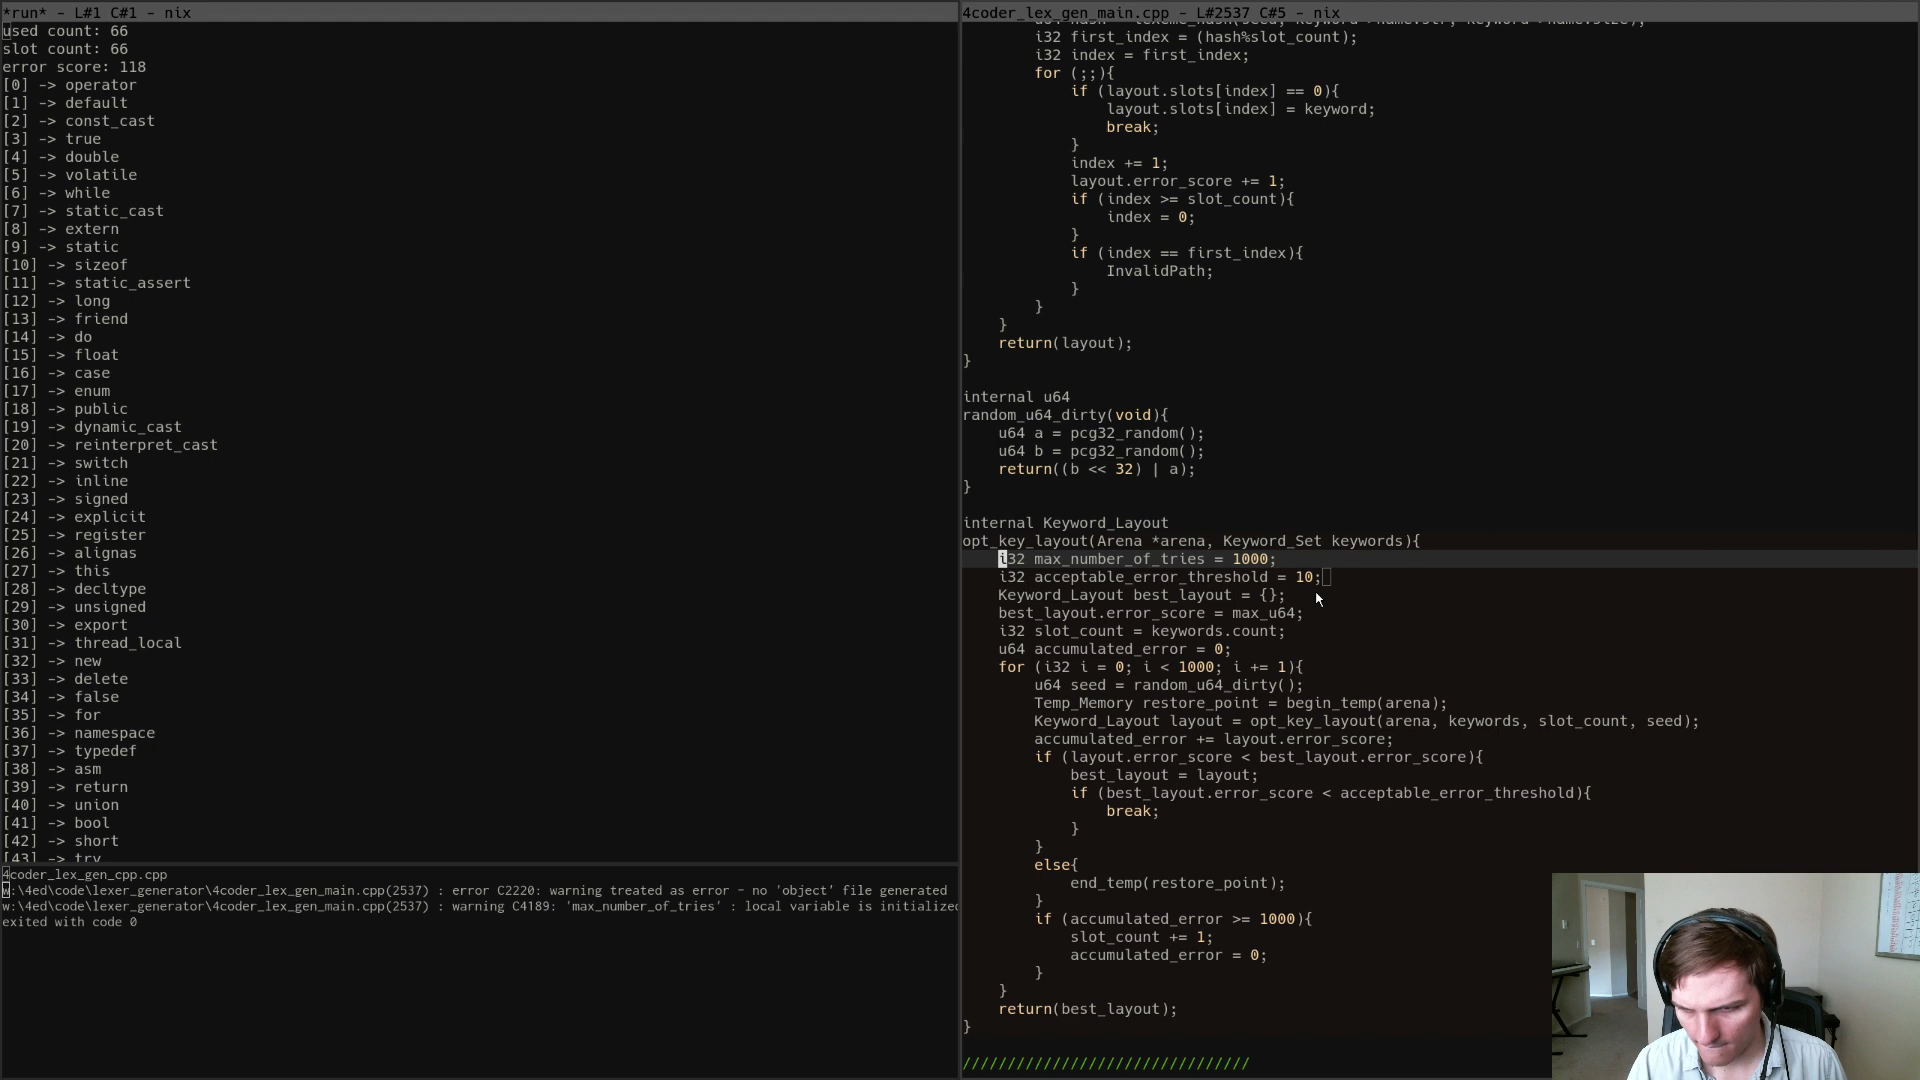 *run* - L#1 C#1 - nix
used count: 66
slot count: 66
error score: 118
[0] -> operator
[1] -> default
[2] -> const_cast
[3] -> true
[4] -> double
[5] -> volatile
[6] -> while
[7] -> static_cast
[8] -> extern
[9] -> static
[10] -> sizeof
[11] -> static_assert
[12] -> long
[13] -> friend
[14] -> do
[15] -> float
[16] -> case
[17] -> enum
[18] -> public
[19] -> dynamic_cast
[20] -> reinterpret_cast
[21] -> switch
[22] -> inline
[23] -> signed
[24] -> explicit
[25] -> register
[26] -> alignas
[27] -> this
[28] -> decltype
[29] -> unsigned
[30] -> export
[31] -> thread_local
[32] -> new
[33] -> delete
[34] -> false
[35] -> for
[36] -> namespace
[37] -> typedef
[38] -> asm
[39] -> return
[40] -> union
[41] -> bool
[42] -> short
[43] -> try
4coder_lex_gen_cpp.cpp
w:\4ed\code\lexer_generator\4coder_lex_gen_main.cpp(2537) : error C2220: warning treated as error - no 'object' file generated
w:\4ed\code\lexer_generator\4coder_lex_gen_main.cpp(2537) : warning C4189: 'max_number_of_tries' : local variable is initialized
exited with code 0
4coder_lex_gen_main.cpp - L#2537 C#5 - nix
i32 first_index = (hash%slot_count);
i32 index = first_index;
for (;;){
if (layout.slots[index] == 0){
layout.slots[index] = keyword;
break;
}
index += 1;
layout.error_score += 1;
if (index >= slot_count){
index = 0;
}
if (index == first_index){
InvalidPath;
}
}
}
return(layout);
}
internal u64
random_u64_dirty(void){
u64 a = pcg32_random();
u64 b = pcg32_random();
return((b << 32) | a);
}
internal Keyword_Layout
opt_key_layout(Arena *arena, Keyword_Set keywords){
i32 max_number_of_tries = 1000;
i32 acceptable_error_threshold = 10;
Keyword_Layout best_layout = {};
best_layout.error_score = max_u64;
i32 slot_count = keywords.count;
u64 accumulated_error = 0;
for (i32 i = 0; i < 1000; i += 1){
u64 seed = random_u64_dirty();
Temp_Memory restore_point = begin_temp(arena);
Keyword_Layout layout = opt_key_layout(arena, keywords, slot_count, seed);
accumulated_error += layout.error_score;
if (layout.error_score < best_layout.error_score){
best_layout = layout;
if (best_layout.error_score < acceptable_error_threshold){
break;
}
}
else{
end_temp(restore_point);
}
if (accumulated_error >= 1000){
slot_count += 1;
accumulated_error = 0;
}
}
return(best_layout);
}
////////////////////////////////